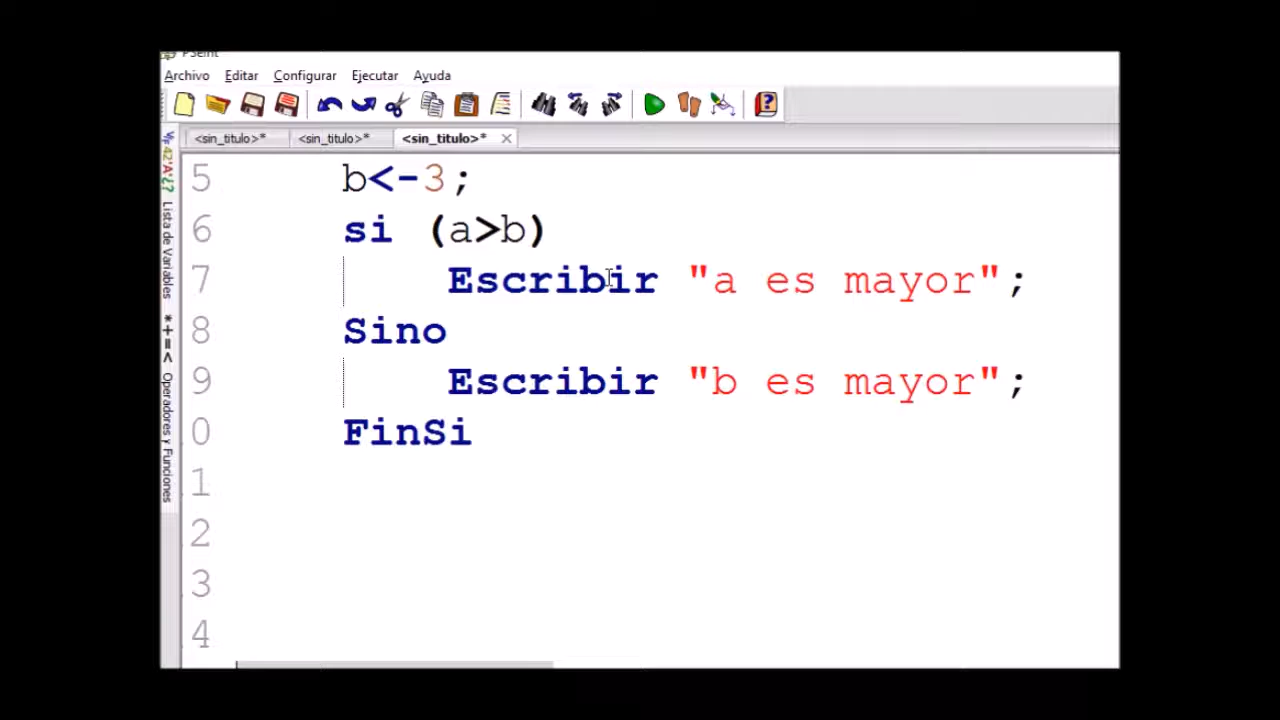 PSeInt
Archivo Editar Configurar Ejecutar Ayuda
<sin_titulo>* <sin_titulo>* <sin_titulo>*
Lista de Variables
*+=< Operadores y Funciones
5 b<-3;
6 si (a>b)
7 Escribir "a es mayor";
8 Sino
9 Escribir "b es mayor";
0 FinSi
1
2
3
4